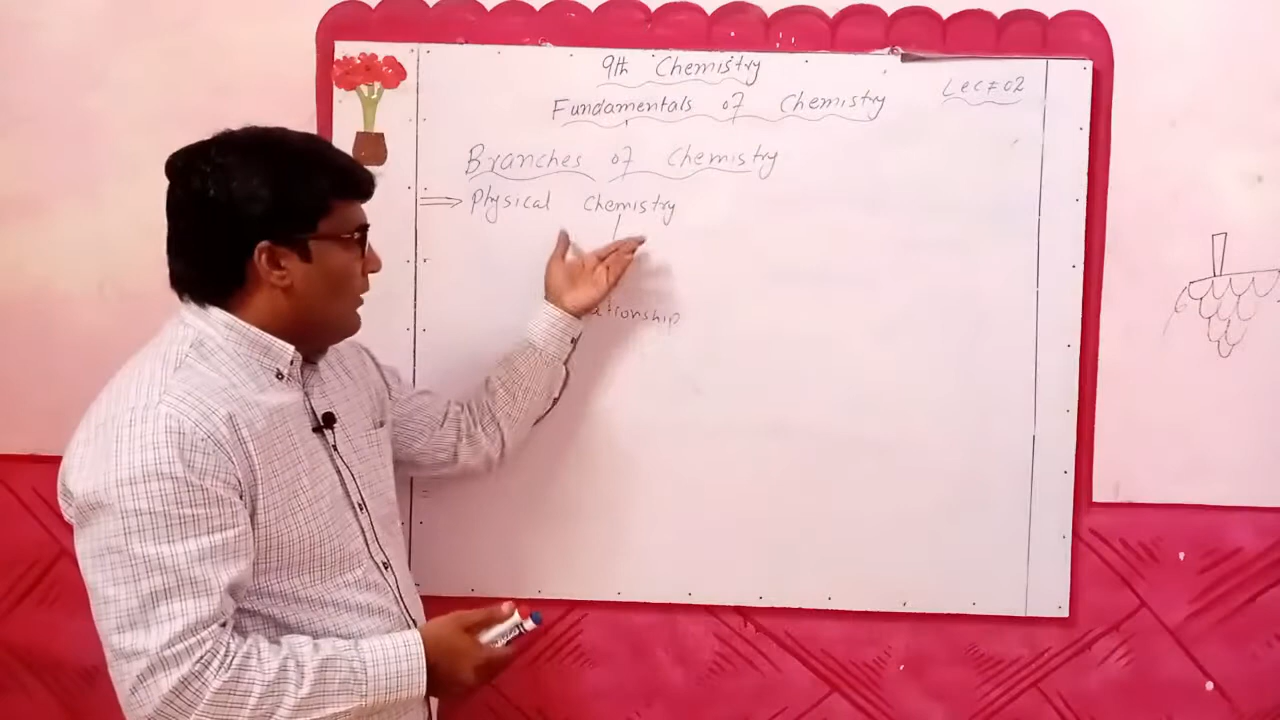 9th Chemistry
Lec # 02
Fundamentals of Chemistry
Branches of Chemistry
⇒ Physical Chemistry